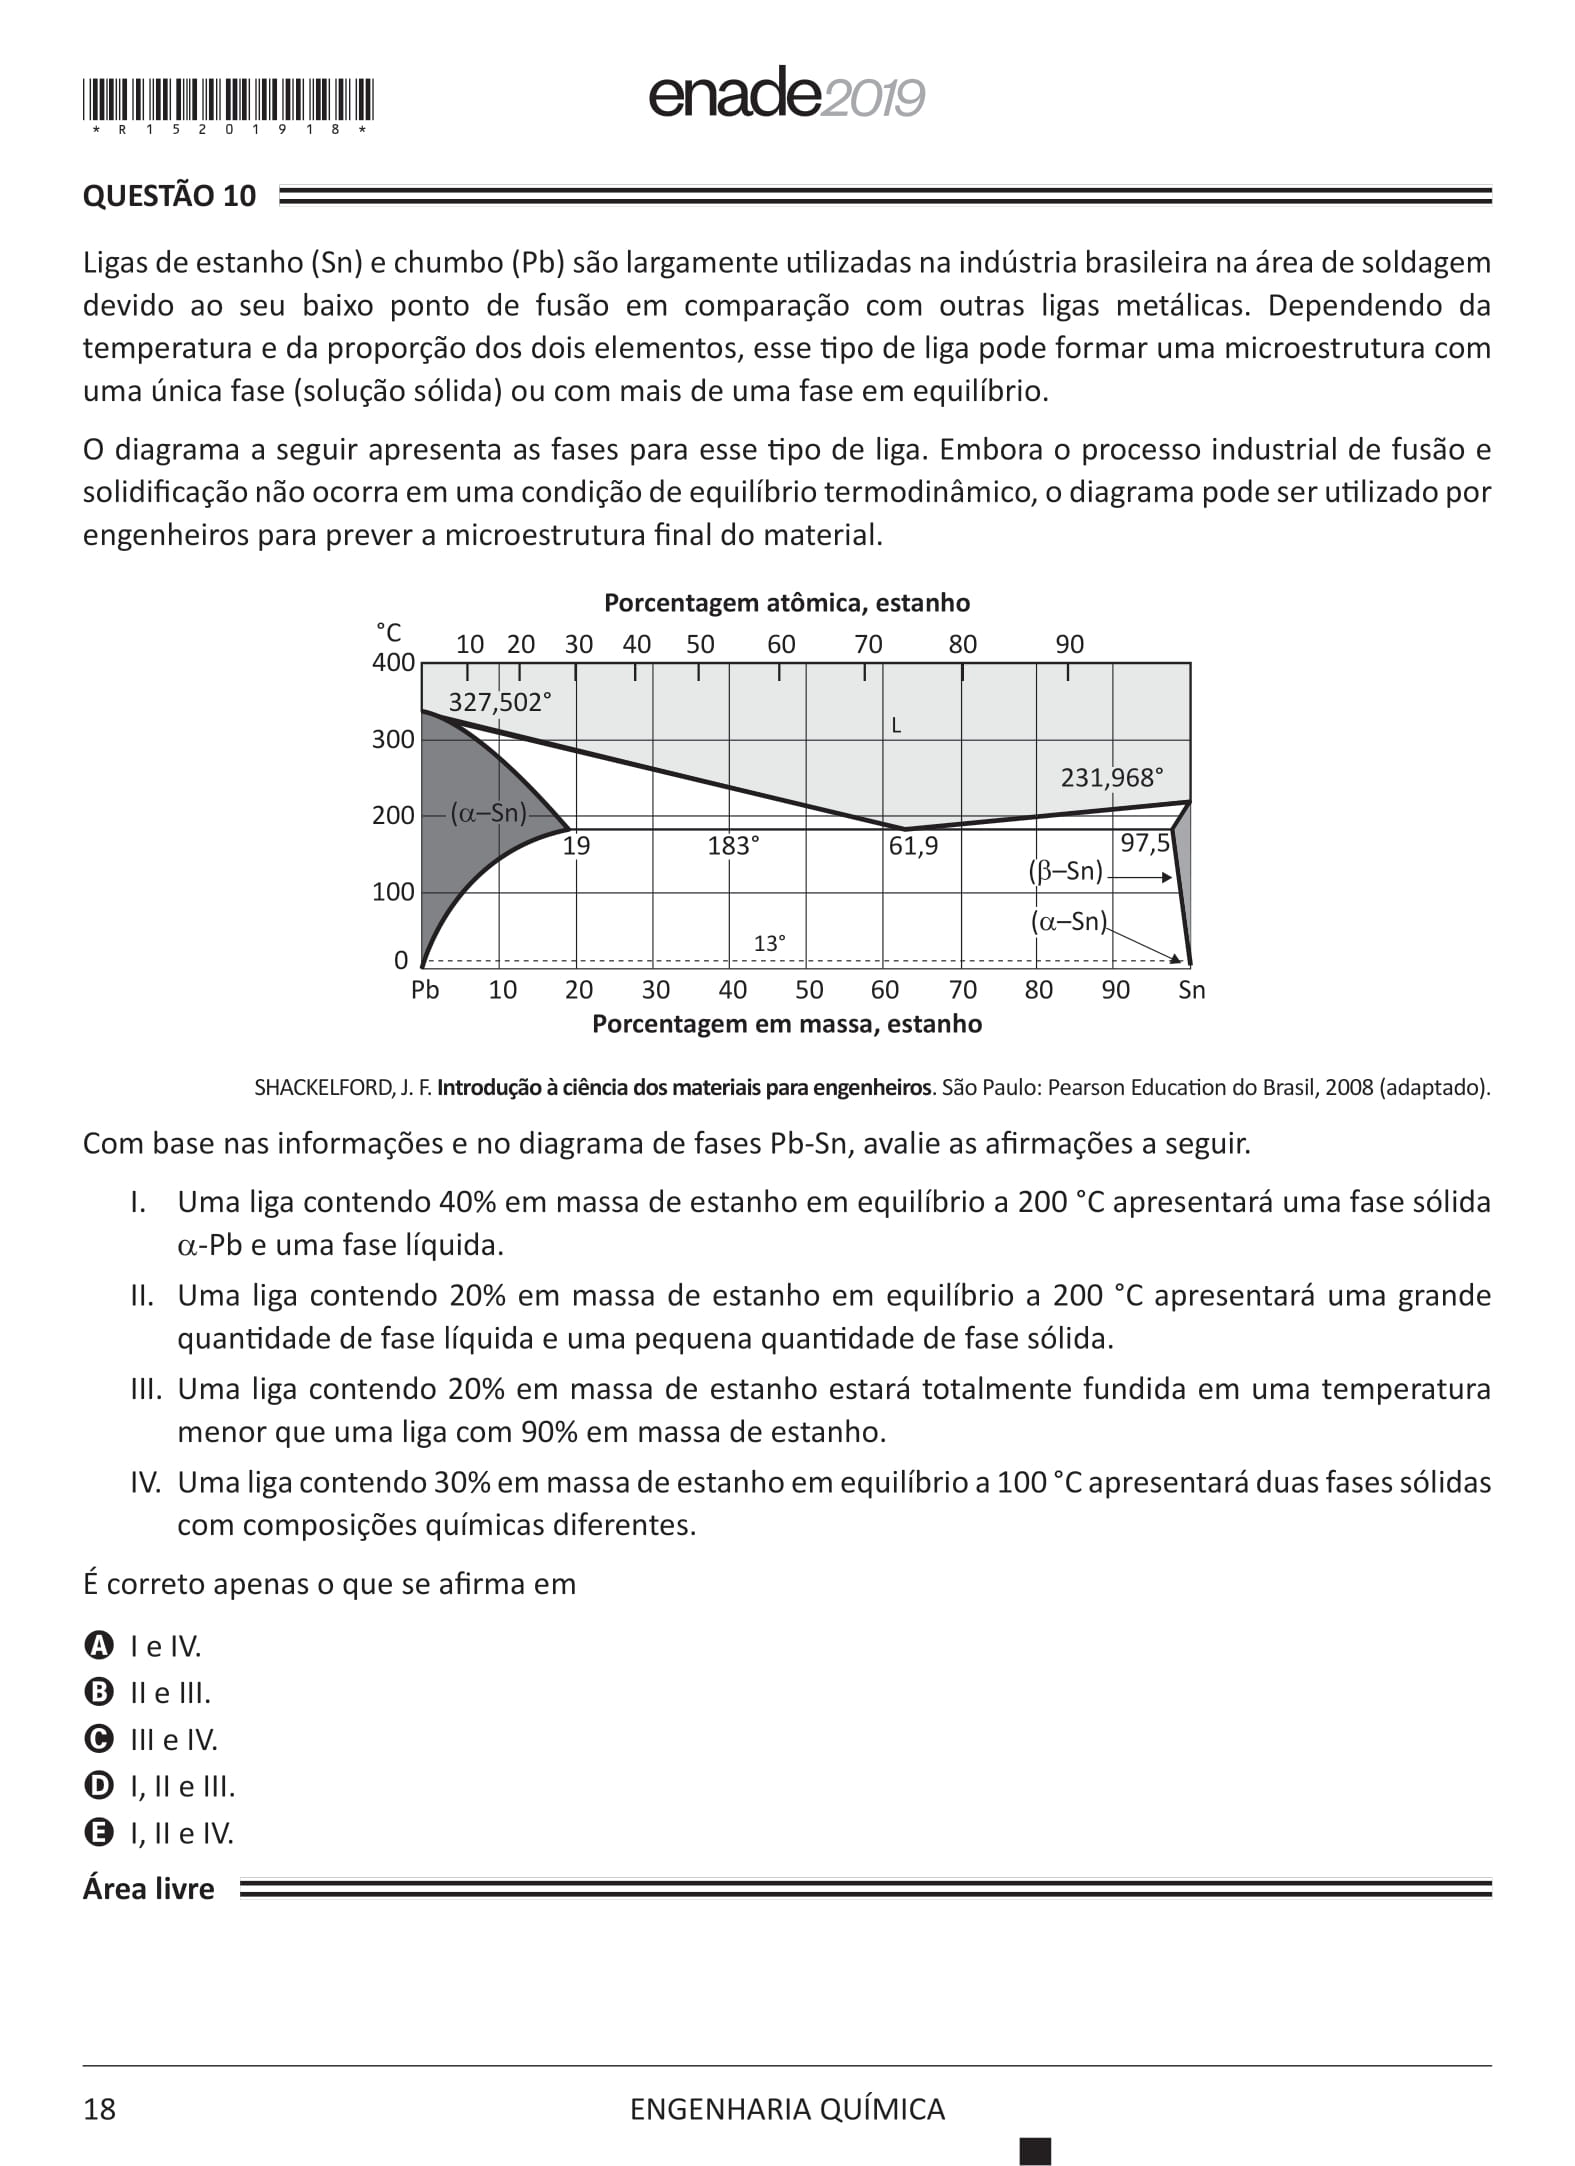 *R15201918*
enade2019
QUESTÃO 10
Ligas de estanho (Sn) e chumbo (Pb) são largamente utilizadas na indústria brasileira na área de soldagem
devido ao seu baixo ponto de fusão em comparação com outras ligas metálicas. Dependendo da
temperatura e da proporção dos dois elementos, esse tipo de liga pode formar uma microestrutura com
uma única fase (solução sólida) ou com mais de uma fase em equilíbrio.
O diagrama a seguir apresenta as fases para esse tipo de liga. Embora o processo industrial de fusão e
solidificação não ocorra em uma condição de equilíbrio termodinâmico, o diagrama pode ser utilizado por
engenheiros para prever a microestrutura final do material.
Porcentagem atômica, estanho
°C
10 20 30 40 50 60 70 80 90
400
327,502°
L
300
231,968°
200 (α–Sn)
19 183° 61,9 97,5
(β–Sn)
100
(α–Sn)
13°
0
Pb 10 20 30 40 50 60 70 80 90 Sn
Porcentagem em massa, estanho
SHACKELFORD, J. F. Introdução à ciência dos materiais para engenheiros. São Paulo: Pearson Education do Brasil, 2008 (adaptado).
Com base nas informações e no diagrama de fases Pb-Sn, avalie as afirmações a seguir.
I. Uma liga contendo 40% em massa de estanho em equilíbrio a 200 °C apresentará uma fase sólida
α-Pb e uma fase líquida.
II. Uma liga contendo 20% em massa de estanho em equilíbrio a 200 °C apresentará uma grande
quantidade de fase líquida e uma pequena quantidade de fase sólida.
III. Uma liga contendo 20% em massa de estanho estará totalmente fundida em uma temperatura
menor que uma liga com 90% em massa de estanho.
IV. Uma liga contendo 30% em massa de estanho em equilíbrio a 100 °C apresentará duas fases sólidas
com composições químicas diferentes.
É correto apenas o que se afirma em
A I e IV.
B II e III.
C III e IV.
D I, II e III.
E I, II e IV.
Área livre
18
ENGENHARIA QUÍMICA